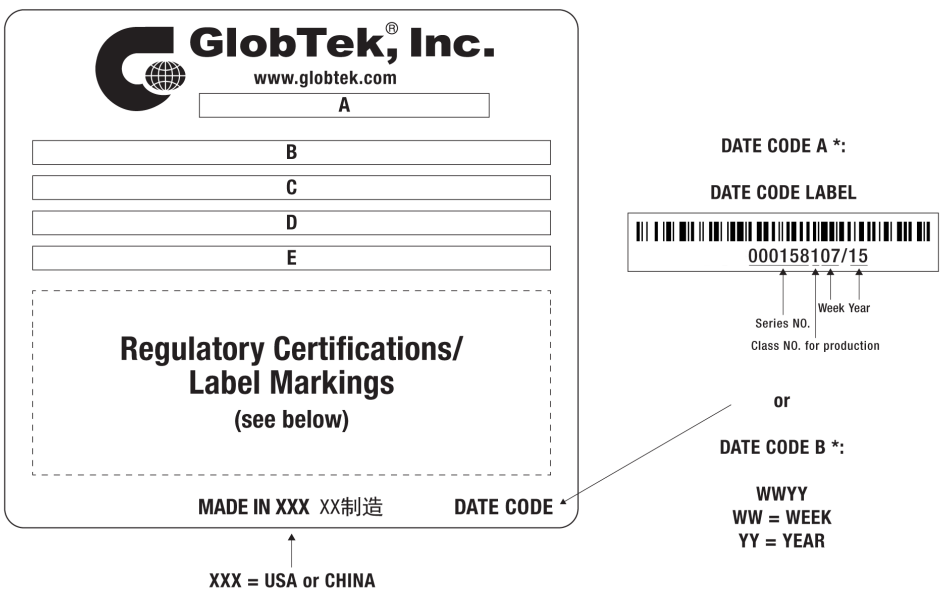 GlobTek®, Inc.
www.globtek.com
A
B
C
D
E
Regulatory Certifications/
Label Markings
(see below)
MADE IN XXX XX制造 DATE CODE
XXX = USA or CHINA
DATE CODE A *:
DATE CODE LABEL
000158107/15
Week Year
Series NO.
Class NO. for production
or
DATE CODE B *:
WWYY
WW = WEEK
YY = YEAR